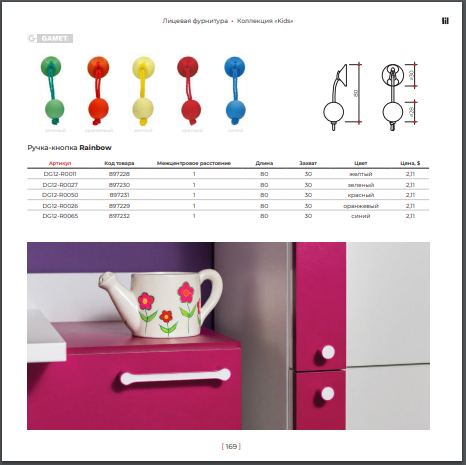 Лицевая фурнитура • Коллекция «Kids»
GAMET
зеленый оранжевый желтый красный синий
80
⌀30
⌀28
Ручка-кнопка Rainbow
Артикул Код товара Межцентровое расстояние Длина Захват Цвет Цена, $
DG12-R0011 897228 1 80 30 желтый 2,11
DG12-R0027 897230 1 80 30 зеленый 2,11
DG12-R0050 897231 1 80 30 красный 2,11
DG12-R0026 897229 1 80 30 оранжевый 2,11
DG12-R0065 897232 1 80 30 синий 2,11
[ 169 ]